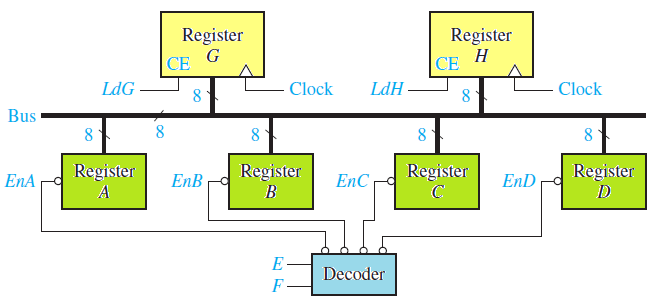 Register
G
CE
Register
H
CE
LdG
8
Clock
LdH
8
Clock
Bus
8
8
8
8
8
EnA
Register
A
EnB
Register
B
EnC
Register
C
EnD
Register
D
E
F
Decoder